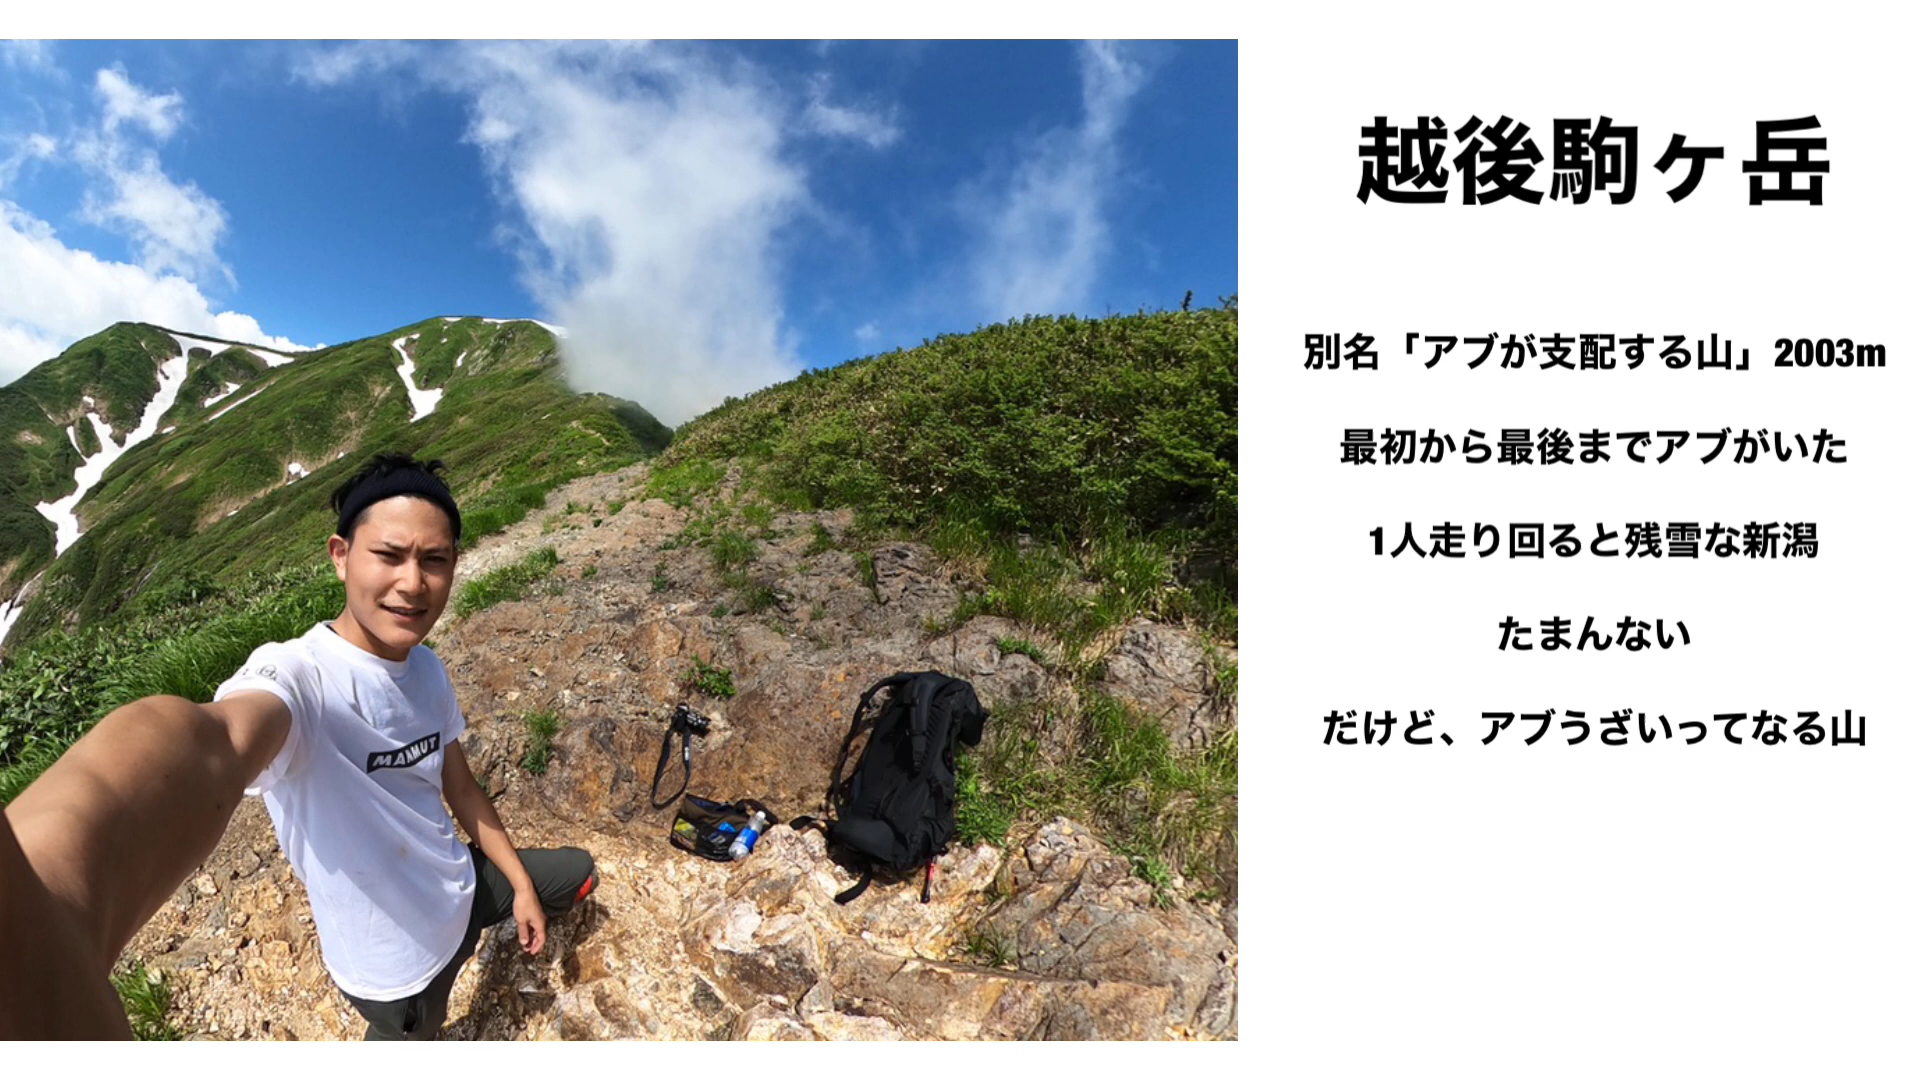 越後駒ヶ岳
別名「アブが支配する山」2003m
最初から最後までアブがいた
1人走り回ると残雪な新潟
たまんない
だけど、アブうざいってなる山
MAMMUT